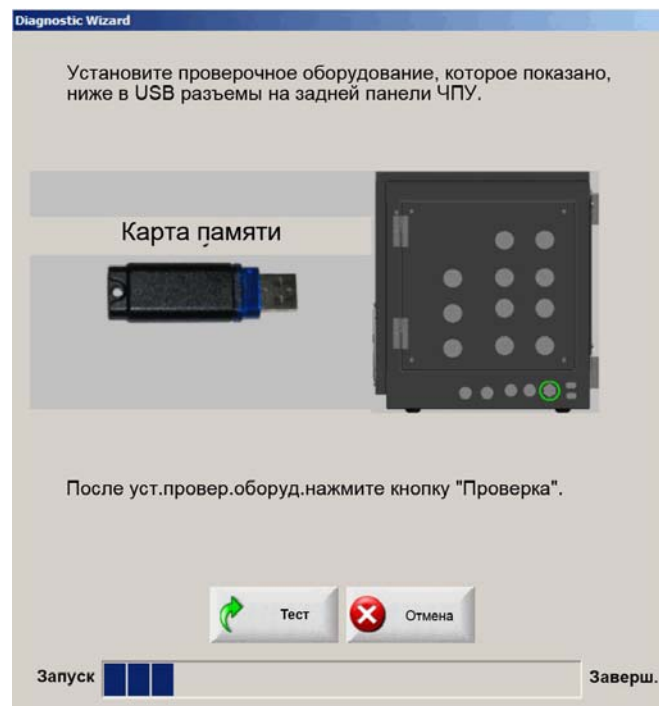 Diagnostic Wizard
Установите проверочное оборудование, которое показано,
ниже в USB разъемы на задней панели ЧПУ.
Карта памяти
После уст.провер.оборуд.нажмите кнопку "Проверка".
Тест
Отмена
Запуск
Заверш.